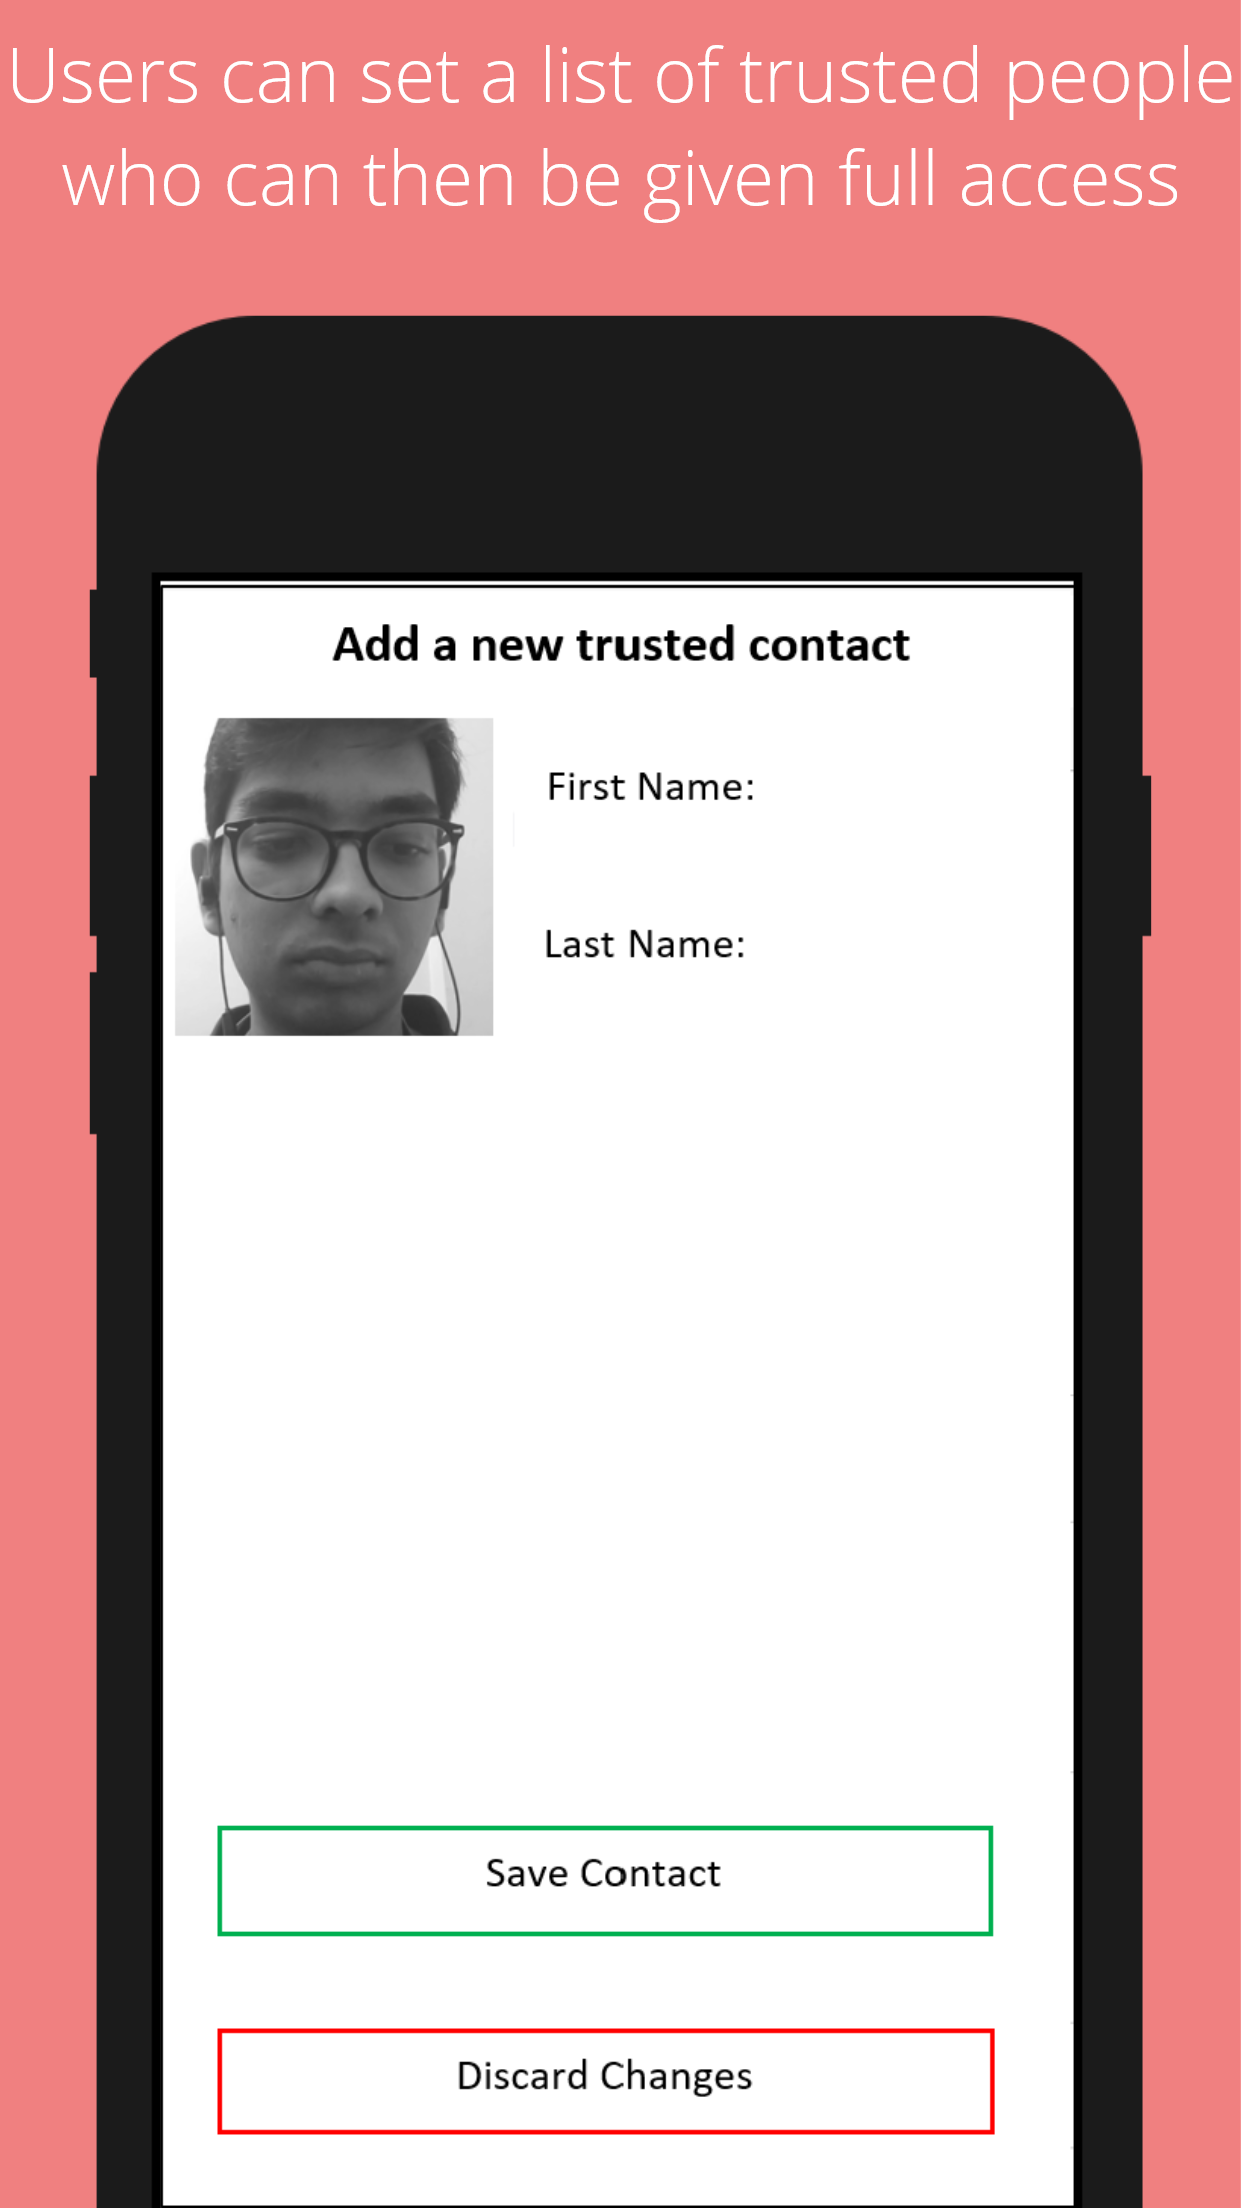 Users can set a list of trusted people
who can then be given full access
Add a new trusted contact
First Name:
Last Name:
Save Contact
Discard Changes